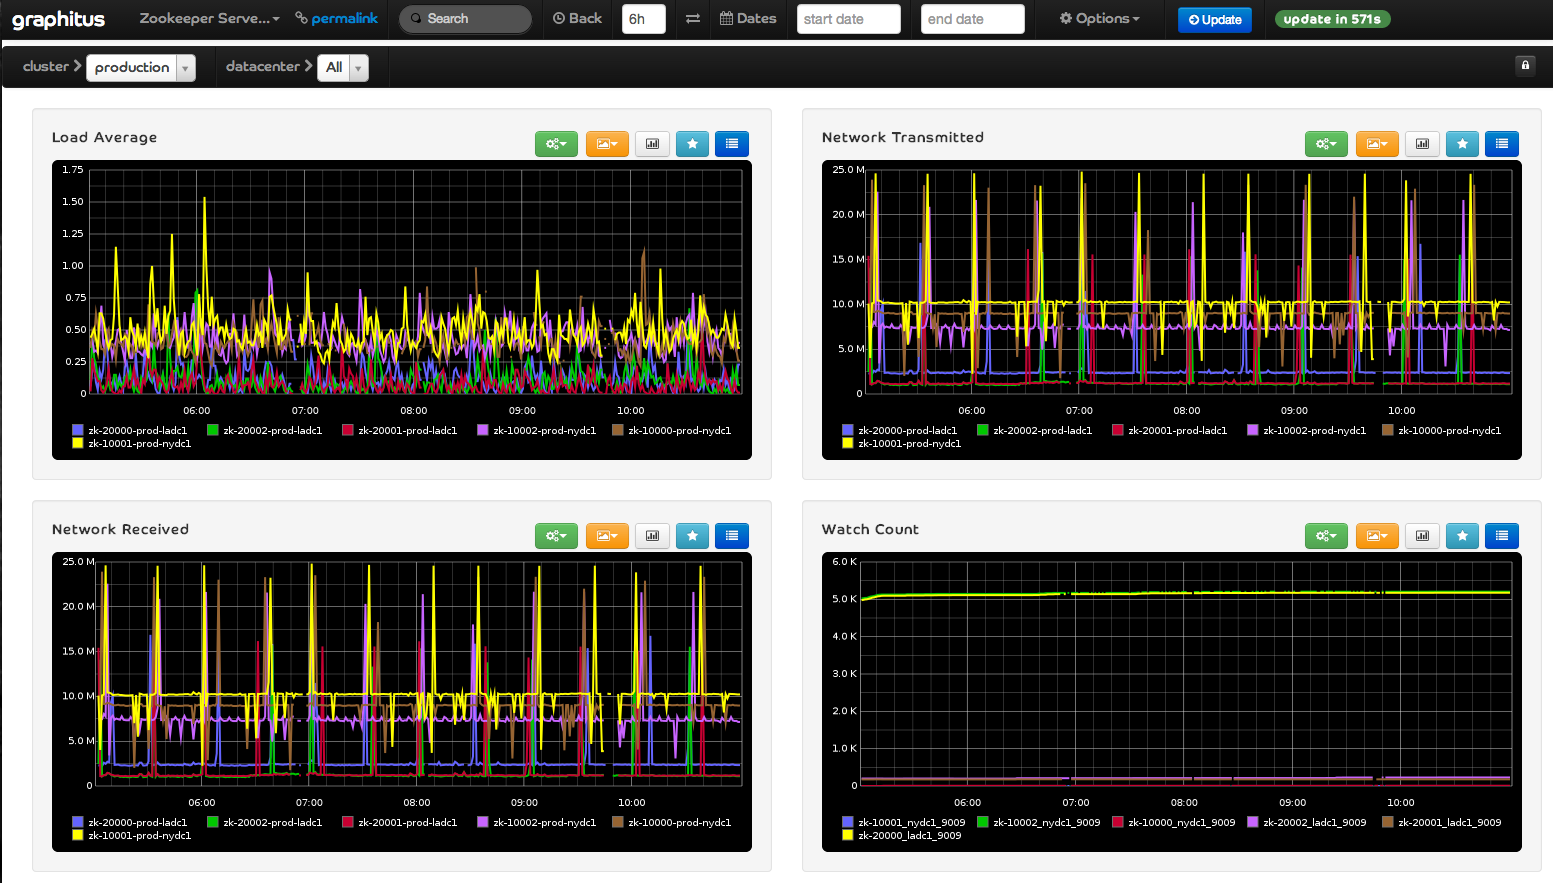 graphitus Zookeeper Serve... permalink Search Back 6h Dates start date end date Options Update update in 571s
cluster production datacenter All
Load Average
1.75
1.50
1.25
1.00
0.75
0.50
0.25
0
06:00 07:00 08:00 09:00 10:00
zk-20000-prod-ladc1 zk-20002-prod-ladc1 zk-20001-prod-ladc1 zk-10002-prod-nydc1 zk-10000-prod-nydc1
zk-10001-prod-nydc1
Network Transmitted
25.0 M
20.0 M
15.0 M
10.0 M
5.0 M
0
06:00 07:00 08:00 09:00 10:00
zk-20000-prod-ladc1 zk-20002-prod-ladc1 zk-20001-prod-ladc1 zk-10002-prod-nydc1 zk-10000-prod-nydc1
zk-10001-prod-nydc1
Network Received
25.0 M
20.0 M
15.0 M
10.0 M
5.0 M
0
06:00 07:00 08:00 09:00 10:00
zk-20000-prod-ladc1 zk-20002-prod-ladc1 zk-20001-prod-ladc1 zk-10002-prod-nydc1 zk-10000-prod-nydc1
zk-10001-prod-nydc1
Watch Count
6.0 K
5.0 K
4.0 K
3.0 K
2.0 K
1.0 K
0
06:00 07:00 08:00 09:00 10:00
zk-10001_nydc1_9009 zk-10002_nydc1_9009 zk-10000_nydc1_9009 zk-20002_ladc1_9009 zk-20001_ladc1_9009
zk-20000_ladc1_9009